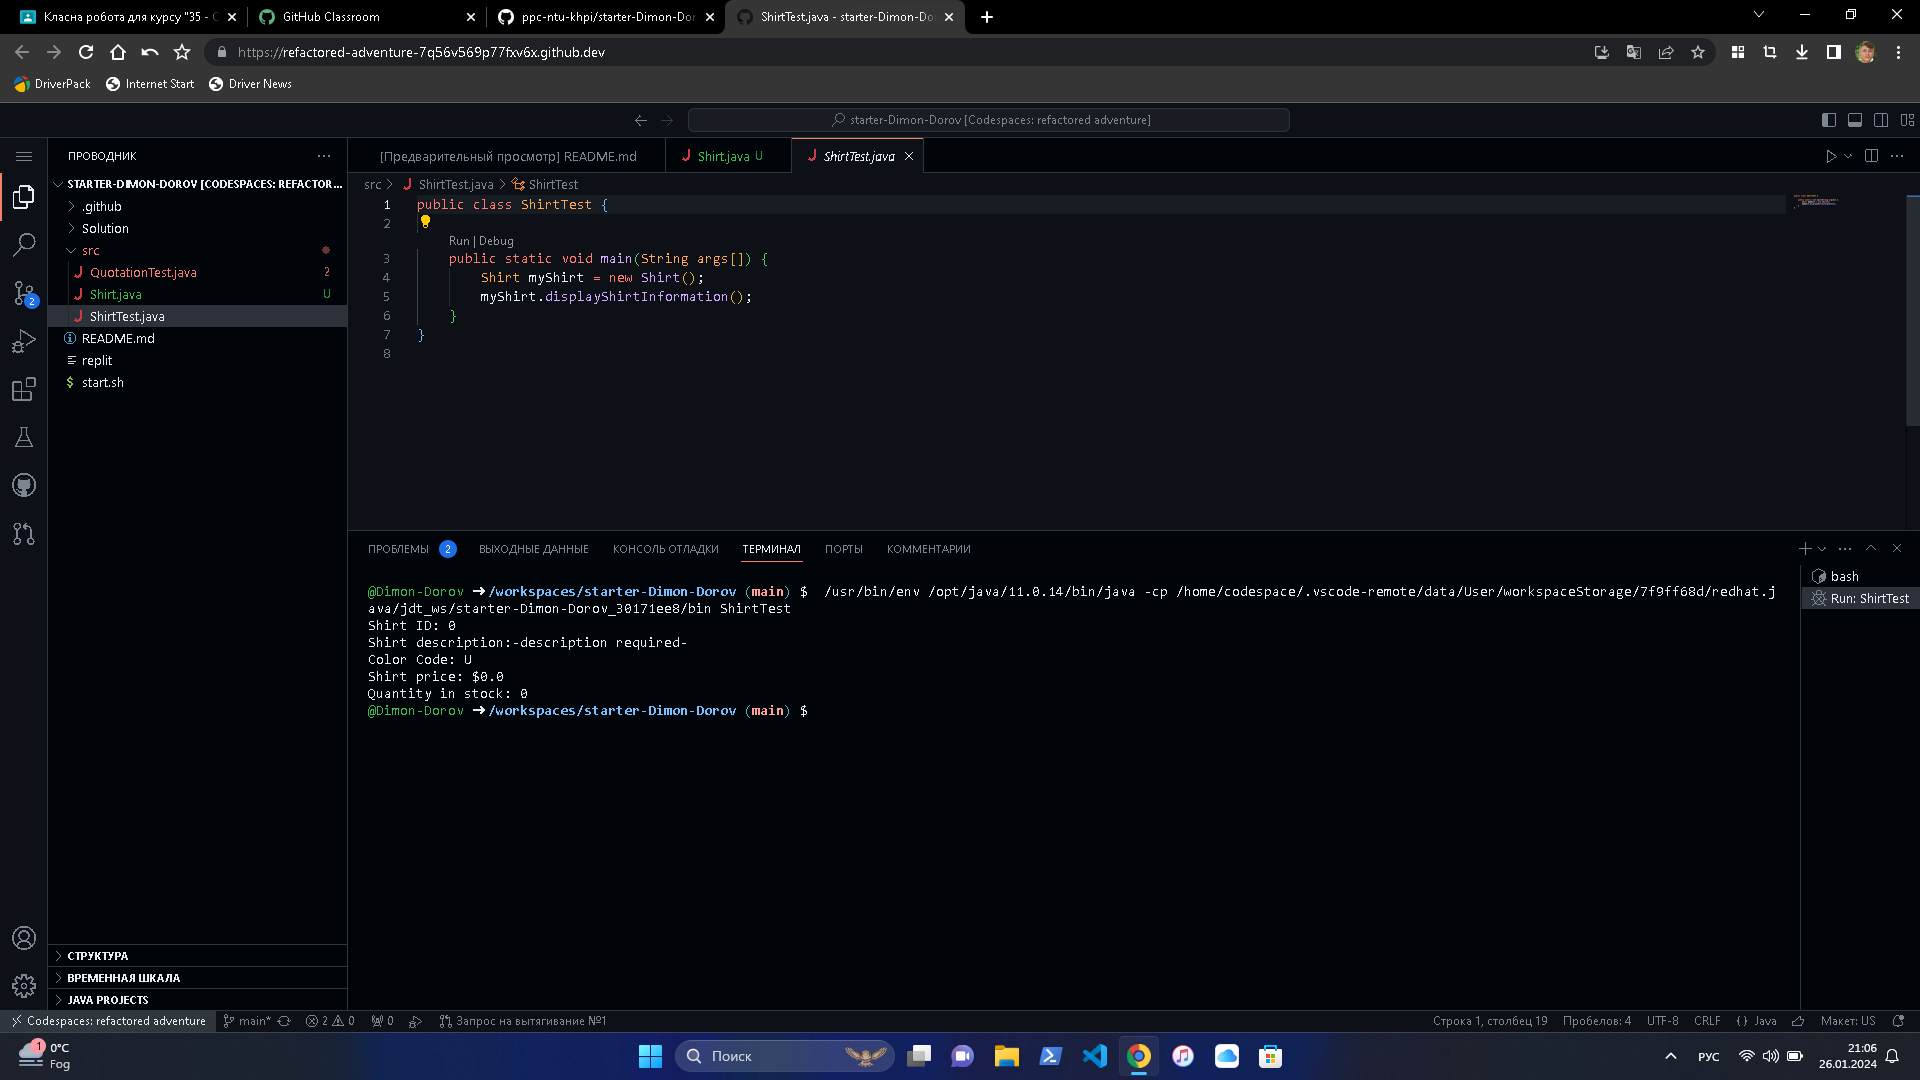 Класна робота для курсу "35 - C
GitHub Classroom
ppc-ntu-khpi/starter-Dimon-Dor
ShirtTest.java - starter-Dimon-Do
https://refactored-adventure-7q56v569p77fxv6x.github.dev
DriverPack
Internet Start
Driver News
starter-Dimon-Dorov [Codespaces: refactored adventure]
ПРОВОДНИК
[Предварительный просмотр] README.md
Shirt.java U
ShirtTest.java
STARTER-DIMON-DOROV [CODESPACES: REFACTOR...
src > ShirtTest.java > ShirtTest
.github
Solution
src
QuotationTest.java 2
Shirt.java U
ShirtTest.java
README.md
replit
start.sh
1 public class ShirtTest {
2
Run | Debug
3 public static void main(String args[]) {
4 Shirt myShirt = new Shirt();
5 myShirt.displayShirtInformation();
6 }
7 }
8
2
ПРОБЛЕМЫ 2
ВЫХОДНЫЕ ДАННЫЕ
КОНСОЛЬ ОТЛАДКИ
ТЕРМИНАЛ
ПОРТЫ
КОММЕНТАРИИ
@Dimon-Dorov ➜/workspaces/starter-Dimon-Dorov (main) $  /usr/bin/env /opt/java/11.0.14/bin/java -cp /home/codespace/.vscode-remote/data/User/workspaceStorage/7f9ff68d/redhat.j
ava/jdt_ws/starter-Dimon-Dorov_30171ee8/bin ShirtTest
Shirt ID: 0
Shirt description:-description required-
Color Code: U
Shirt price: $0.0
Quantity in stock: 0
@Dimon-Dorov ➜/workspaces/starter-Dimon-Dorov (main) $
bash
Run: ShirtTest
СТРУКТУРА
ВРЕМЕННАЯ ШКАЛА
JAVA PROJECTS
Codespaces: refactored adventure
main*
2 0
0
Запрос на вытягивание №1
Строка 1, столбец 19
Пробелов: 4
UTF-8
CRLF
{} Java
Макет: US
1
0°C
Fog
Поиск
РУС
21:06
26.01.2024